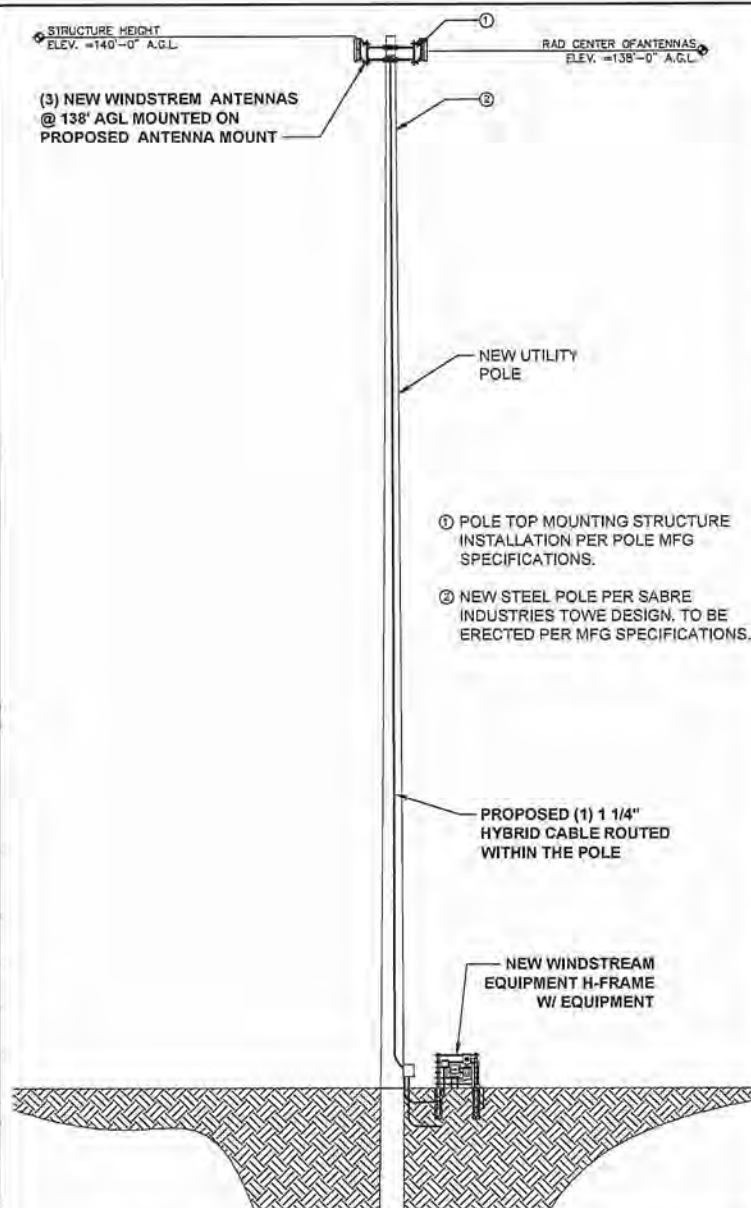 STRUCTURE HEIGHT
ELEV. =140'-0" A.G.L.
①
RAD CENTER OFANTENNAS
ELEV. =138'-0" A.G.L.
(3) NEW WINDSTREM ANTENNAS
@ 138' AGL MOUNTED ON
PROPOSED ANTENNA MOUNT
②
NEW UTILITY
POLE
① POLE TOP MOUNTING STRUCTURE
INSTALLATION PER POLE MFG
SPECIFICATIONS.
② NEW STEEL POLE PER SABRE
INDUSTRIES TOWE DESIGN. TO BE
ERECTED PER MFG SPECIFICATIONS.
PROPOSED (1) 1 1/4"
HYBRID CABLE ROUTED
WITHIN THE POLE
NEW WINDSTREAM
EQUIPMENT H-FRAME
W/ EQUIPMENT